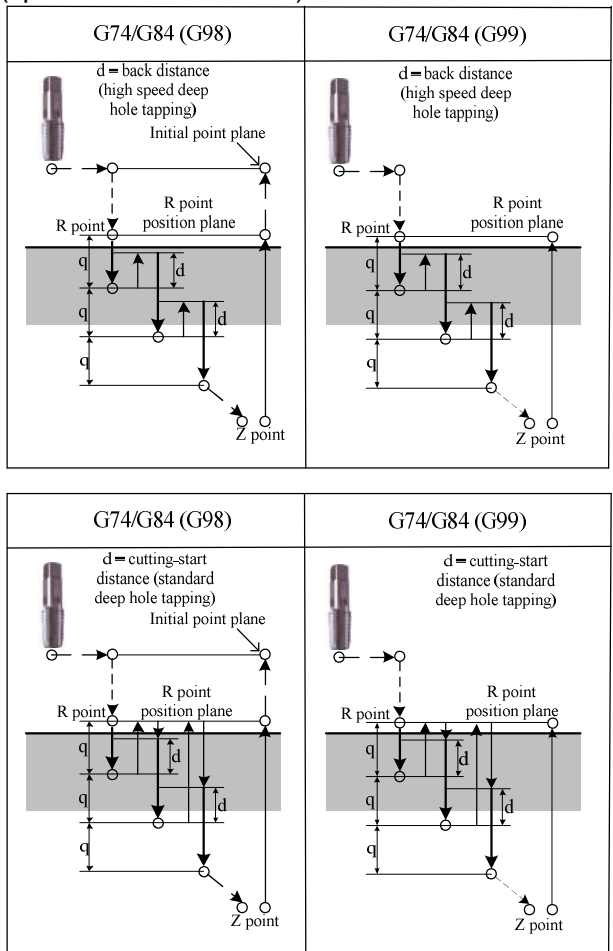 G74/G84 (G98)
G74/G84 (G99)
d = back distance
(high speed deep
hole tapping)
Initial point plane
R point
R point
position plane
q
d
q
d
q
Z point
d = back distance
(high speed deep
hole tapping)
R point
R point
position plane
q
d
q
d
q
Z point
G74/G84 (G98)
G74/G84 (G99)
d = cutting-start
distance (standard
deep hole tapping)
Initial point plane
R point
R point
position plane
q
d
q
d
q
Z point
d = cutting-start
distance (standard
deep hole tapping)
R point
R point
position plane
q
d
q
d
q
Z point